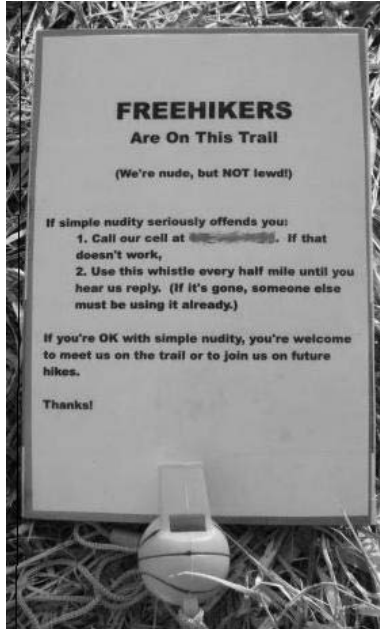 FREEHIKERS
Are On This Trail
(We're nude, but NOT lewd!)
If simple nudity seriously offends you:
1. Call our cell at . If that
doesn't work,
2. Use this whistle every half mile until you
hear us reply. (If it's gone, someone else
must be using it already.)
If you're OK with simple nudity, you're welcome
to meet us on the trail or to join us on future
hikes.
Thanks!